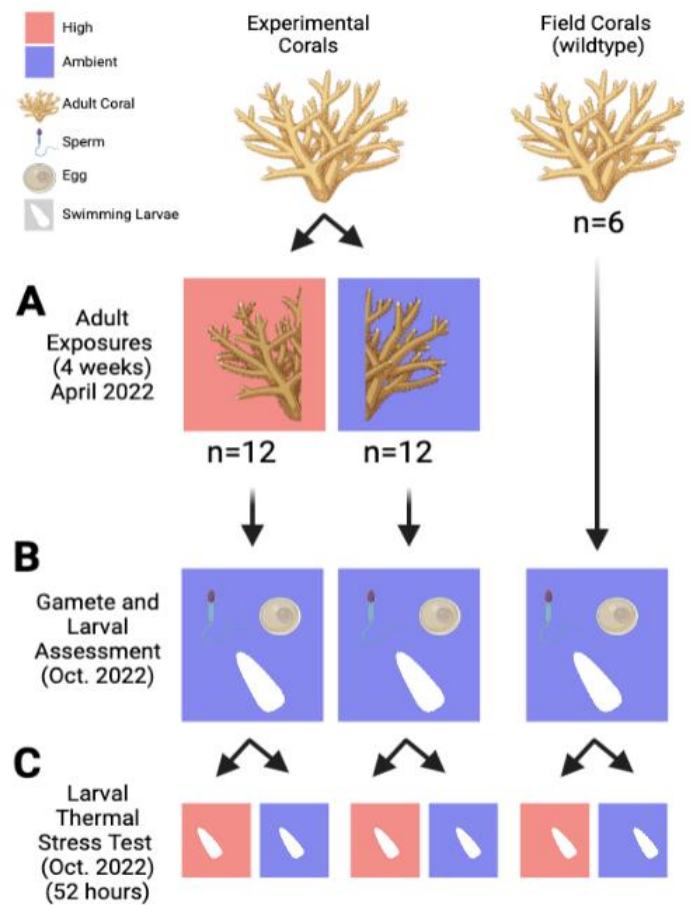 High
Ambient
Adult Coral
Sperm
Egg
Swimming Larvae
Experimental
Corals
Field Corals
(wildtype)
n=6
A
Adult
Exposures
(4 weeks)
April 2022
n=12
n=12
B
Gamete and
Larval
Assessment
(Oct. 2022)
C
Larval
Thermal
Stress Test
(Oct. 2022)
(52 hours)